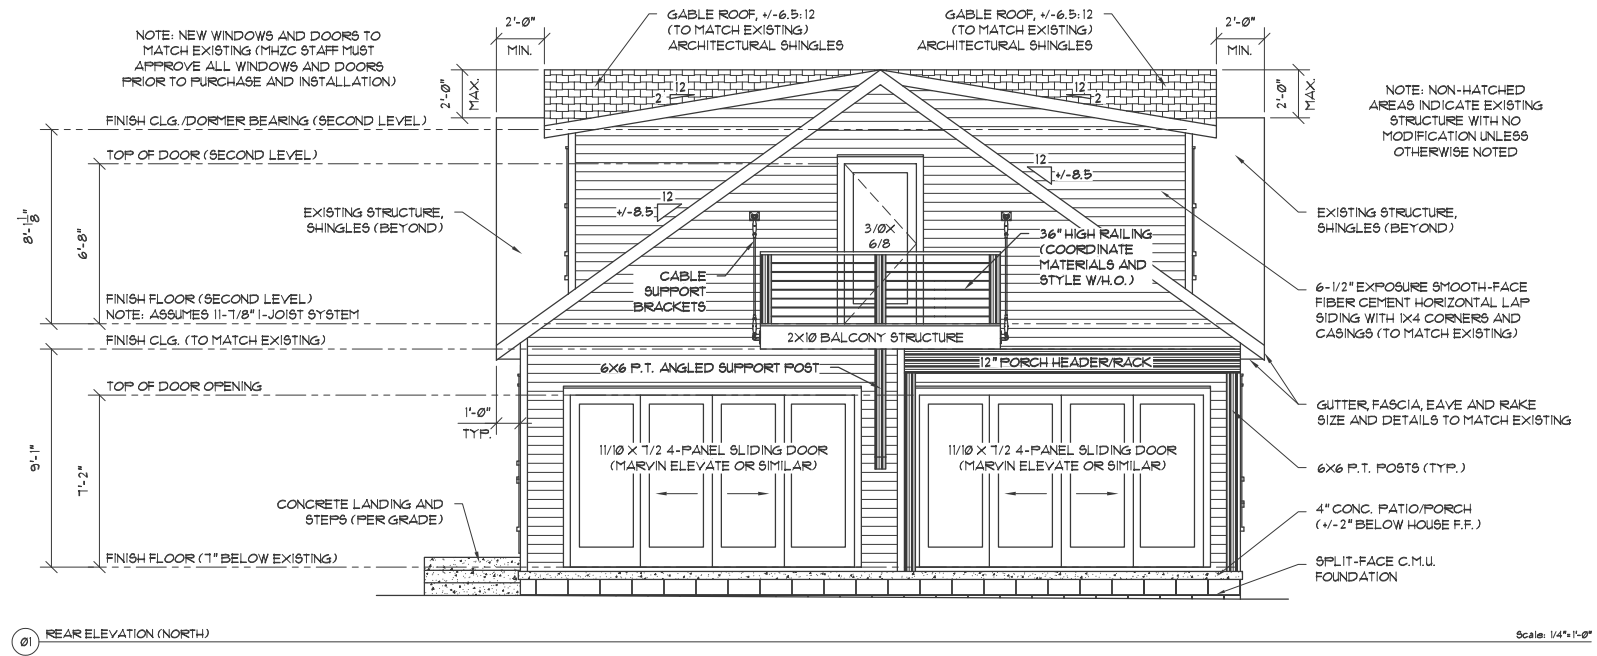 2'-0"
MIN.
GABLE ROOF, +/-6.5:12
(TO MATCH EXISTING)
ARCHITECTURAL SHINGLES
GABLE ROOF, +/-6.5:12
(TO MATCH EXISTING)
ARCHITECTURAL SHINGLES
2'-0"
MIN.
NOTE: NEW WINDOWS AND DOORS TO
MATCH EXISTING (MHZC STAFF MUST
APPROVE ALL WINDOWS AND DOORS
PRIOR TO PURCHASE AND INSTALLATION)
2'-0"
MAX.
12
2
12
2
2'-0"
MAX.
NOTE: NON-HATCHED
AREAS INDICATE EXISTING
STRUCTURE WITH NO
MODIFICATION UNLESS
OTHERWISE NOTED
FINISH CLG./DORMER BEARING (SECOND LEVEL)
TOP OF DOOR (SECOND LEVEL)
12
+/-8.5
12
+/-8.5
8'-1 1/8"
6'-8"
EXISTING STRUCTURE,
SHINGLES (BEYOND)
EXISTING STRUCTURE,
SHINGLES (BEYOND)
3/0X
6/8
36" HIGH RAILING
(COORDINATE
MATERIALS AND
STYLE W/H.O.)
CABLE
SUPPORT
BRACKETS
6-1/2" EXPOSURE SMOOTH-FACE
FIBER CEMENT HORIZONTAL LAP
SIDING WITH 1X4 CORNERS AND
CASINGS (TO MATCH EXISTING)
FINISH FLOOR (SECOND LEVEL)
NOTE: ASSUMES 11-7/8" I-JOIST SYSTEM
FINISH CLG. (TO MATCH EXISTING)
2X10 BALCONY STRUCTURE
6X6 P.T. ANGLED SUPPORT POST
12" PORCH HEADER/RACK
TOP OF DOOR OPENING
1'-0"
TYP.
GUTTER, FASCIA, EAVE AND RAKE
SIZE AND DETAILS TO MATCH EXISTING
9'-1"
7'-2"
11/10 X 7/2 4-PANEL SLIDING DOOR
(MARVIN ELEVATE OR SIMILAR)
11/10 X 7/2 4-PANEL SLIDING DOOR
(MARVIN ELEVATE OR SIMILAR)
6X6 P.T. POSTS (TYP.)
CONCRETE LANDING AND
STEPS (PER GRADE)
4" CONC. PATIO/PORCH
(+/-2" BELOW HOUSE F.F.)
FINISH FLOOR (7" BELOW EXISTING)
SPLIT-FACE C.M.U.
FOUNDATION
01
REAR ELEVATION (NORTH)
Scale: 1/4"=1'-0"